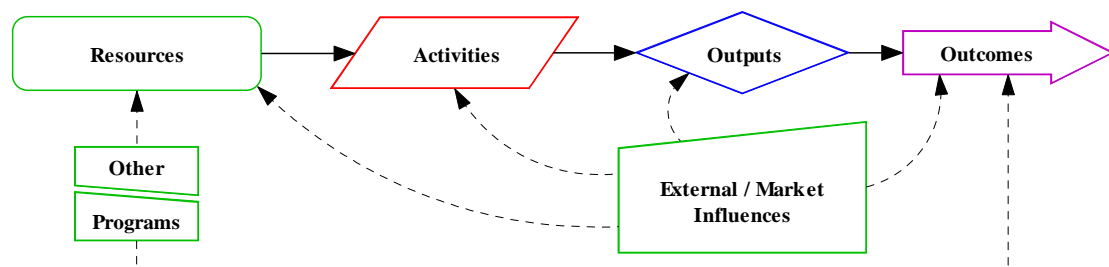 Resources
Activities
Outputs
Outcomes
Other
Programs
External / Market
Influences